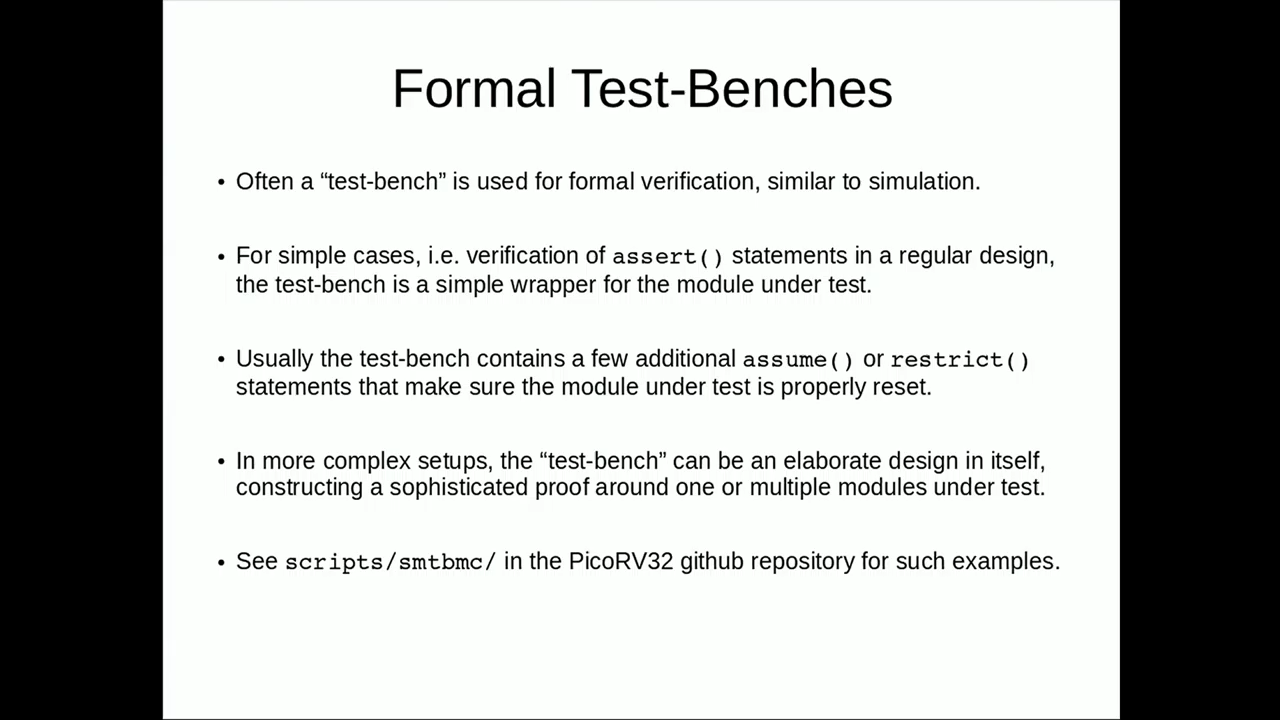 Formal Test-Benches
• Often a “test-bench” is used for formal verification, similar to simulation.
• For simple cases, i.e. verification of assert() statements in a regular design,
the test-bench is a simple wrapper for the module under test.
• Usually the test-bench contains a few additional assume() or restrict()
statements that make sure the module under test is properly reset.
• In more complex setups, the “test-bench” can be an elaborate design in itself,
constructing a sophisticated proof around one or multiple modules under test.
• See scripts/smtbmc/ in the PicoRV32 github repository for such examples.